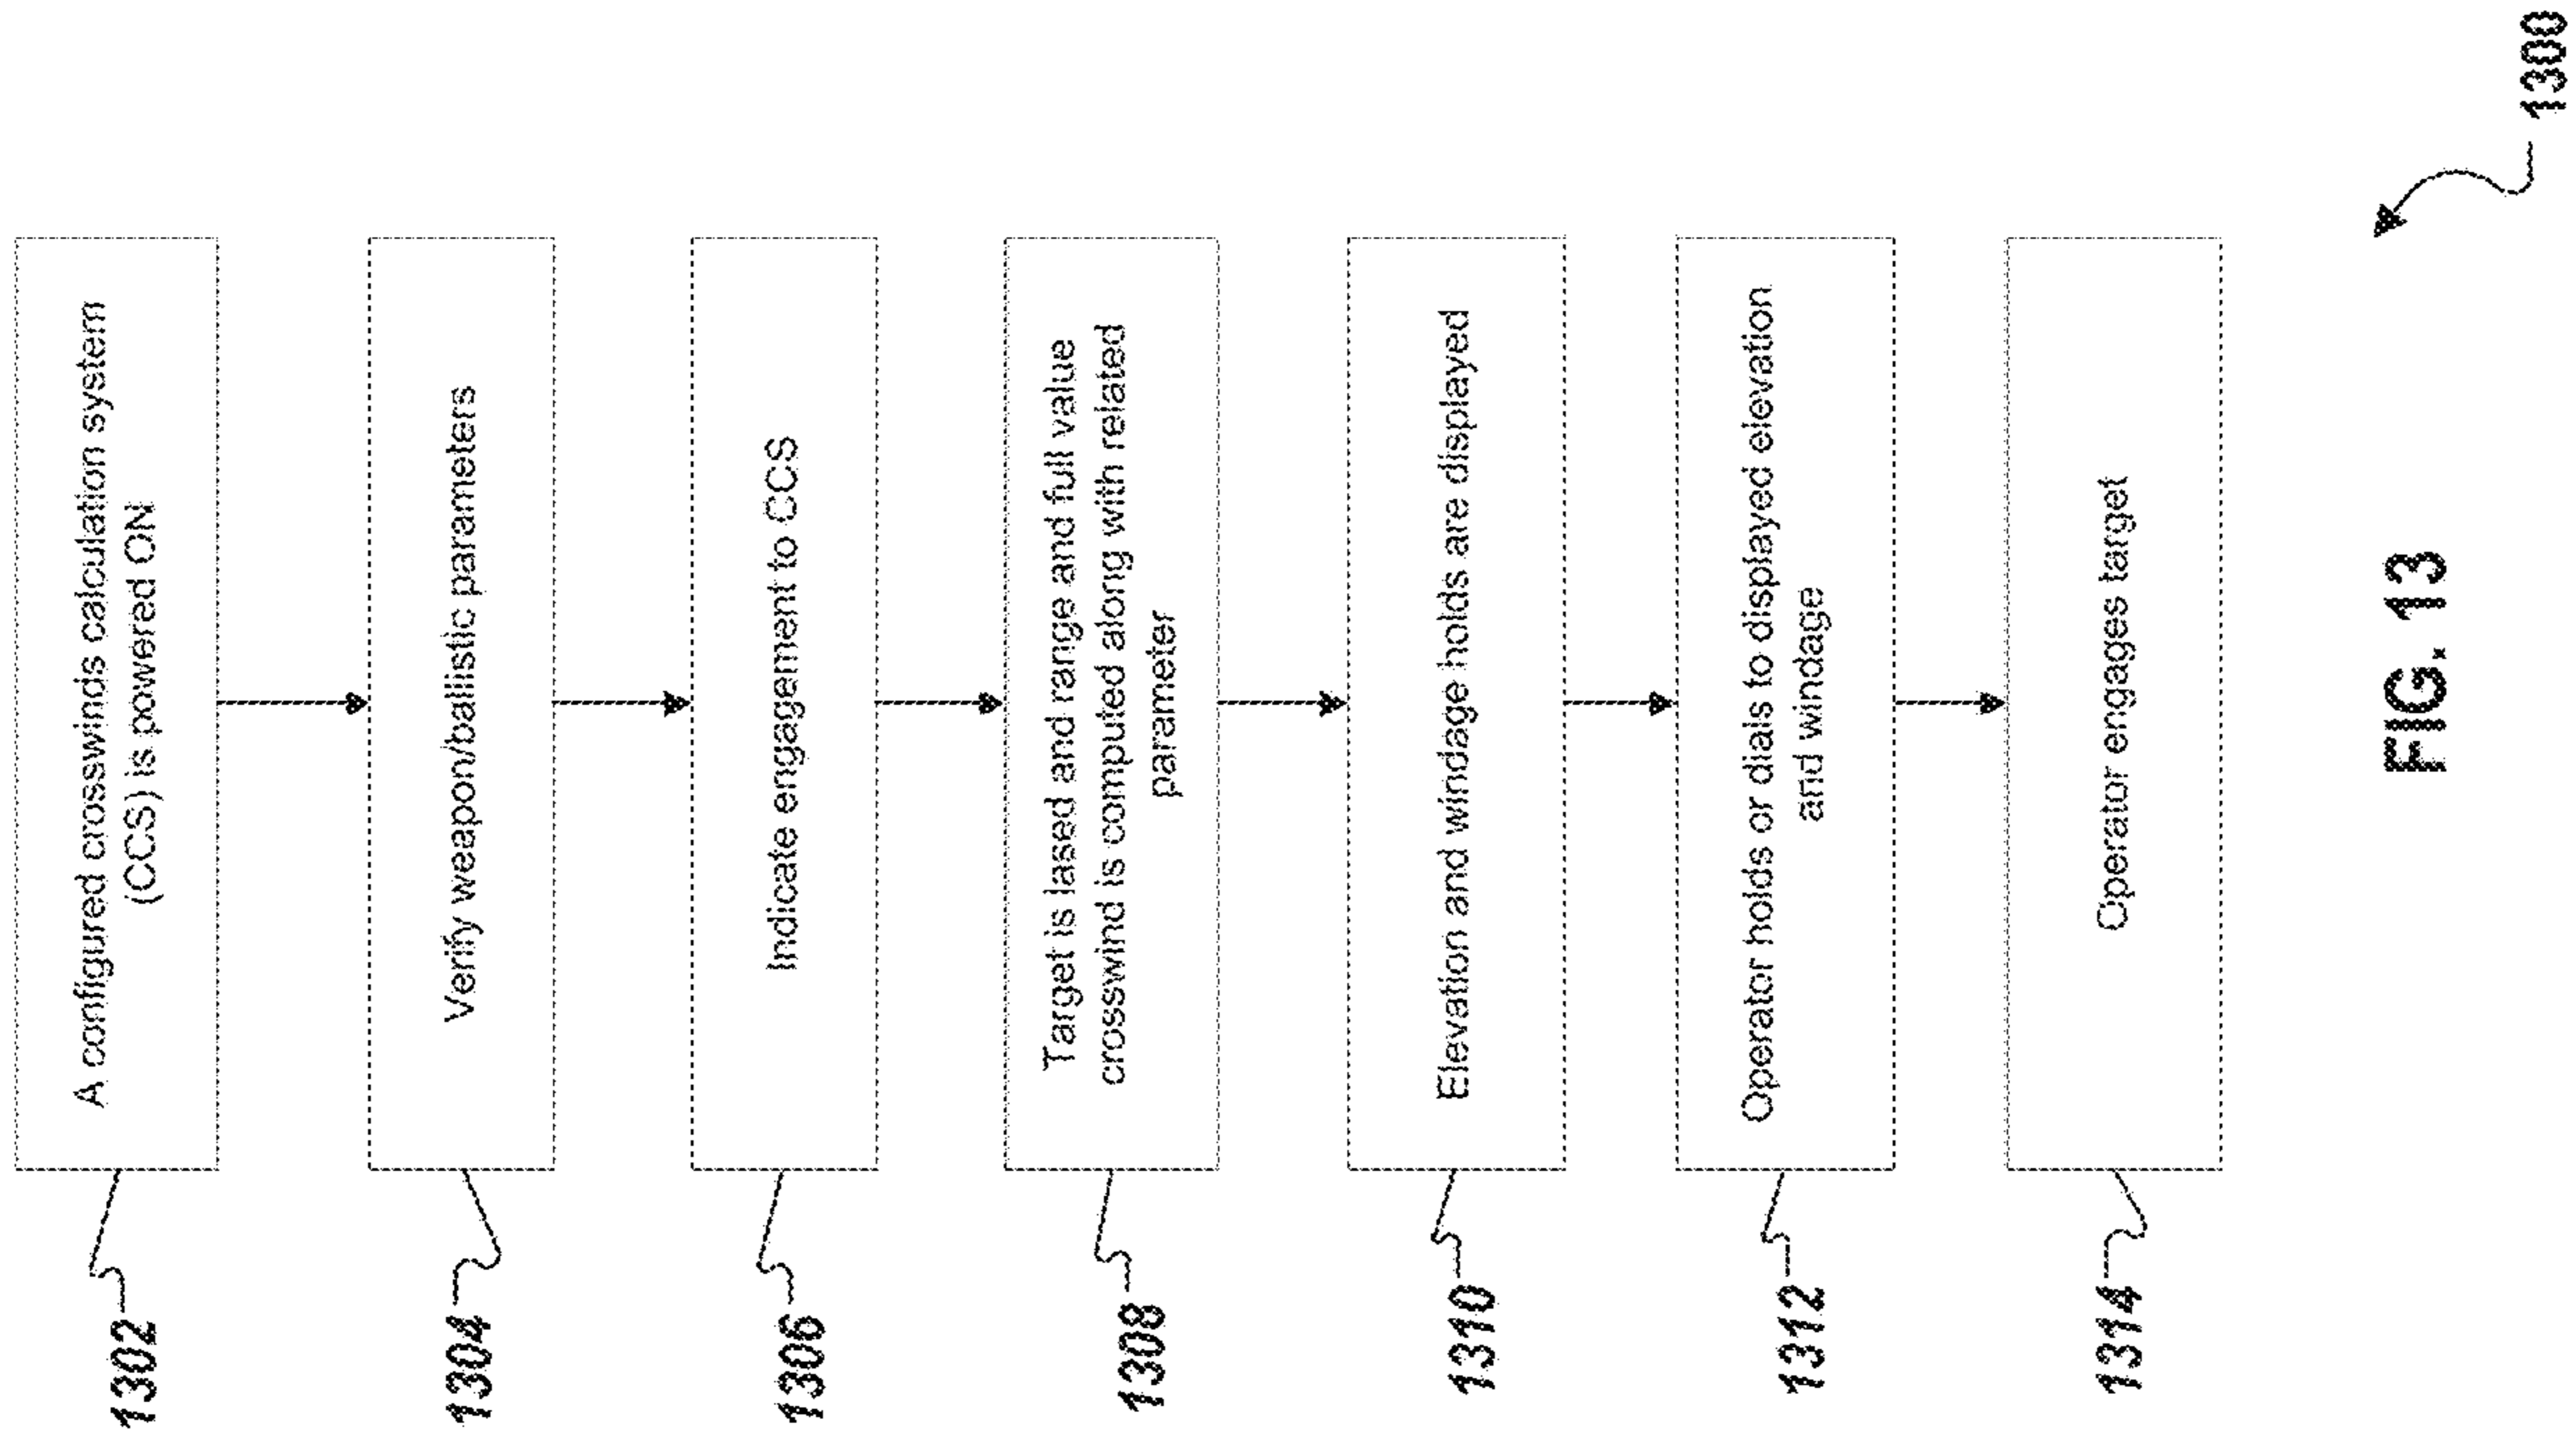 1302
A configured crosswinds calculation system
(CCS) is powered ON
1304
Verify weapon/ballistic parameters
1306
Indicate engagement to CCS
1308
Target is lased and range and full value
crosswind is computed along with related
parameter
1310
Elevation and windage holds are displayed
1312
Operator holds or dials to displayed elevation
and windage
1314
Operator engages target
1300
FIG. 13